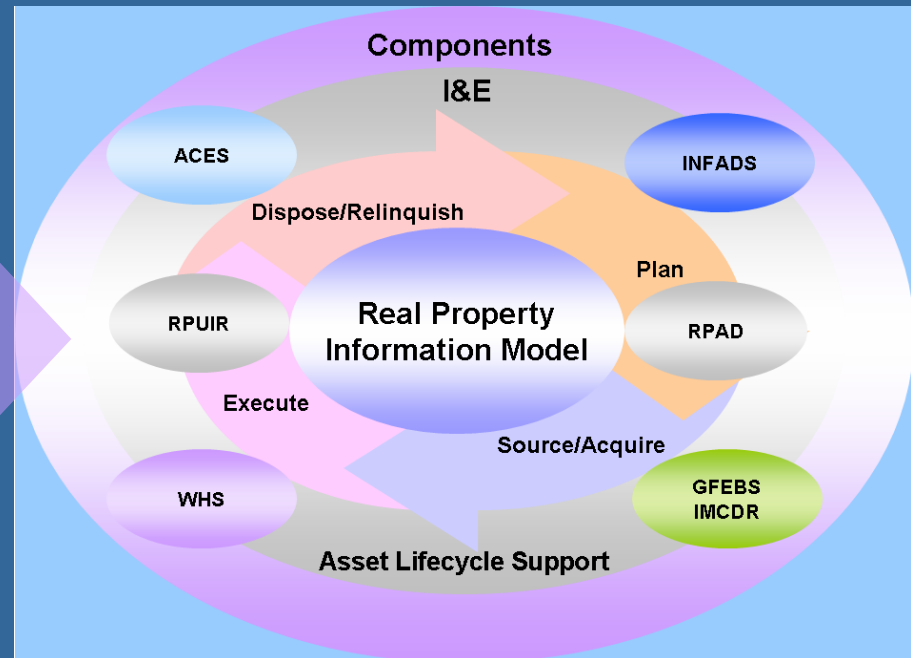 Components
I&E
ACES
INFADS
Dispose/Relinquish
Plan
RPUIR
Real Property
Information Model
RPAD
Execute
Source/Acquire
WHS
GFEBS
IMCDR
Asset Lifecycle Support